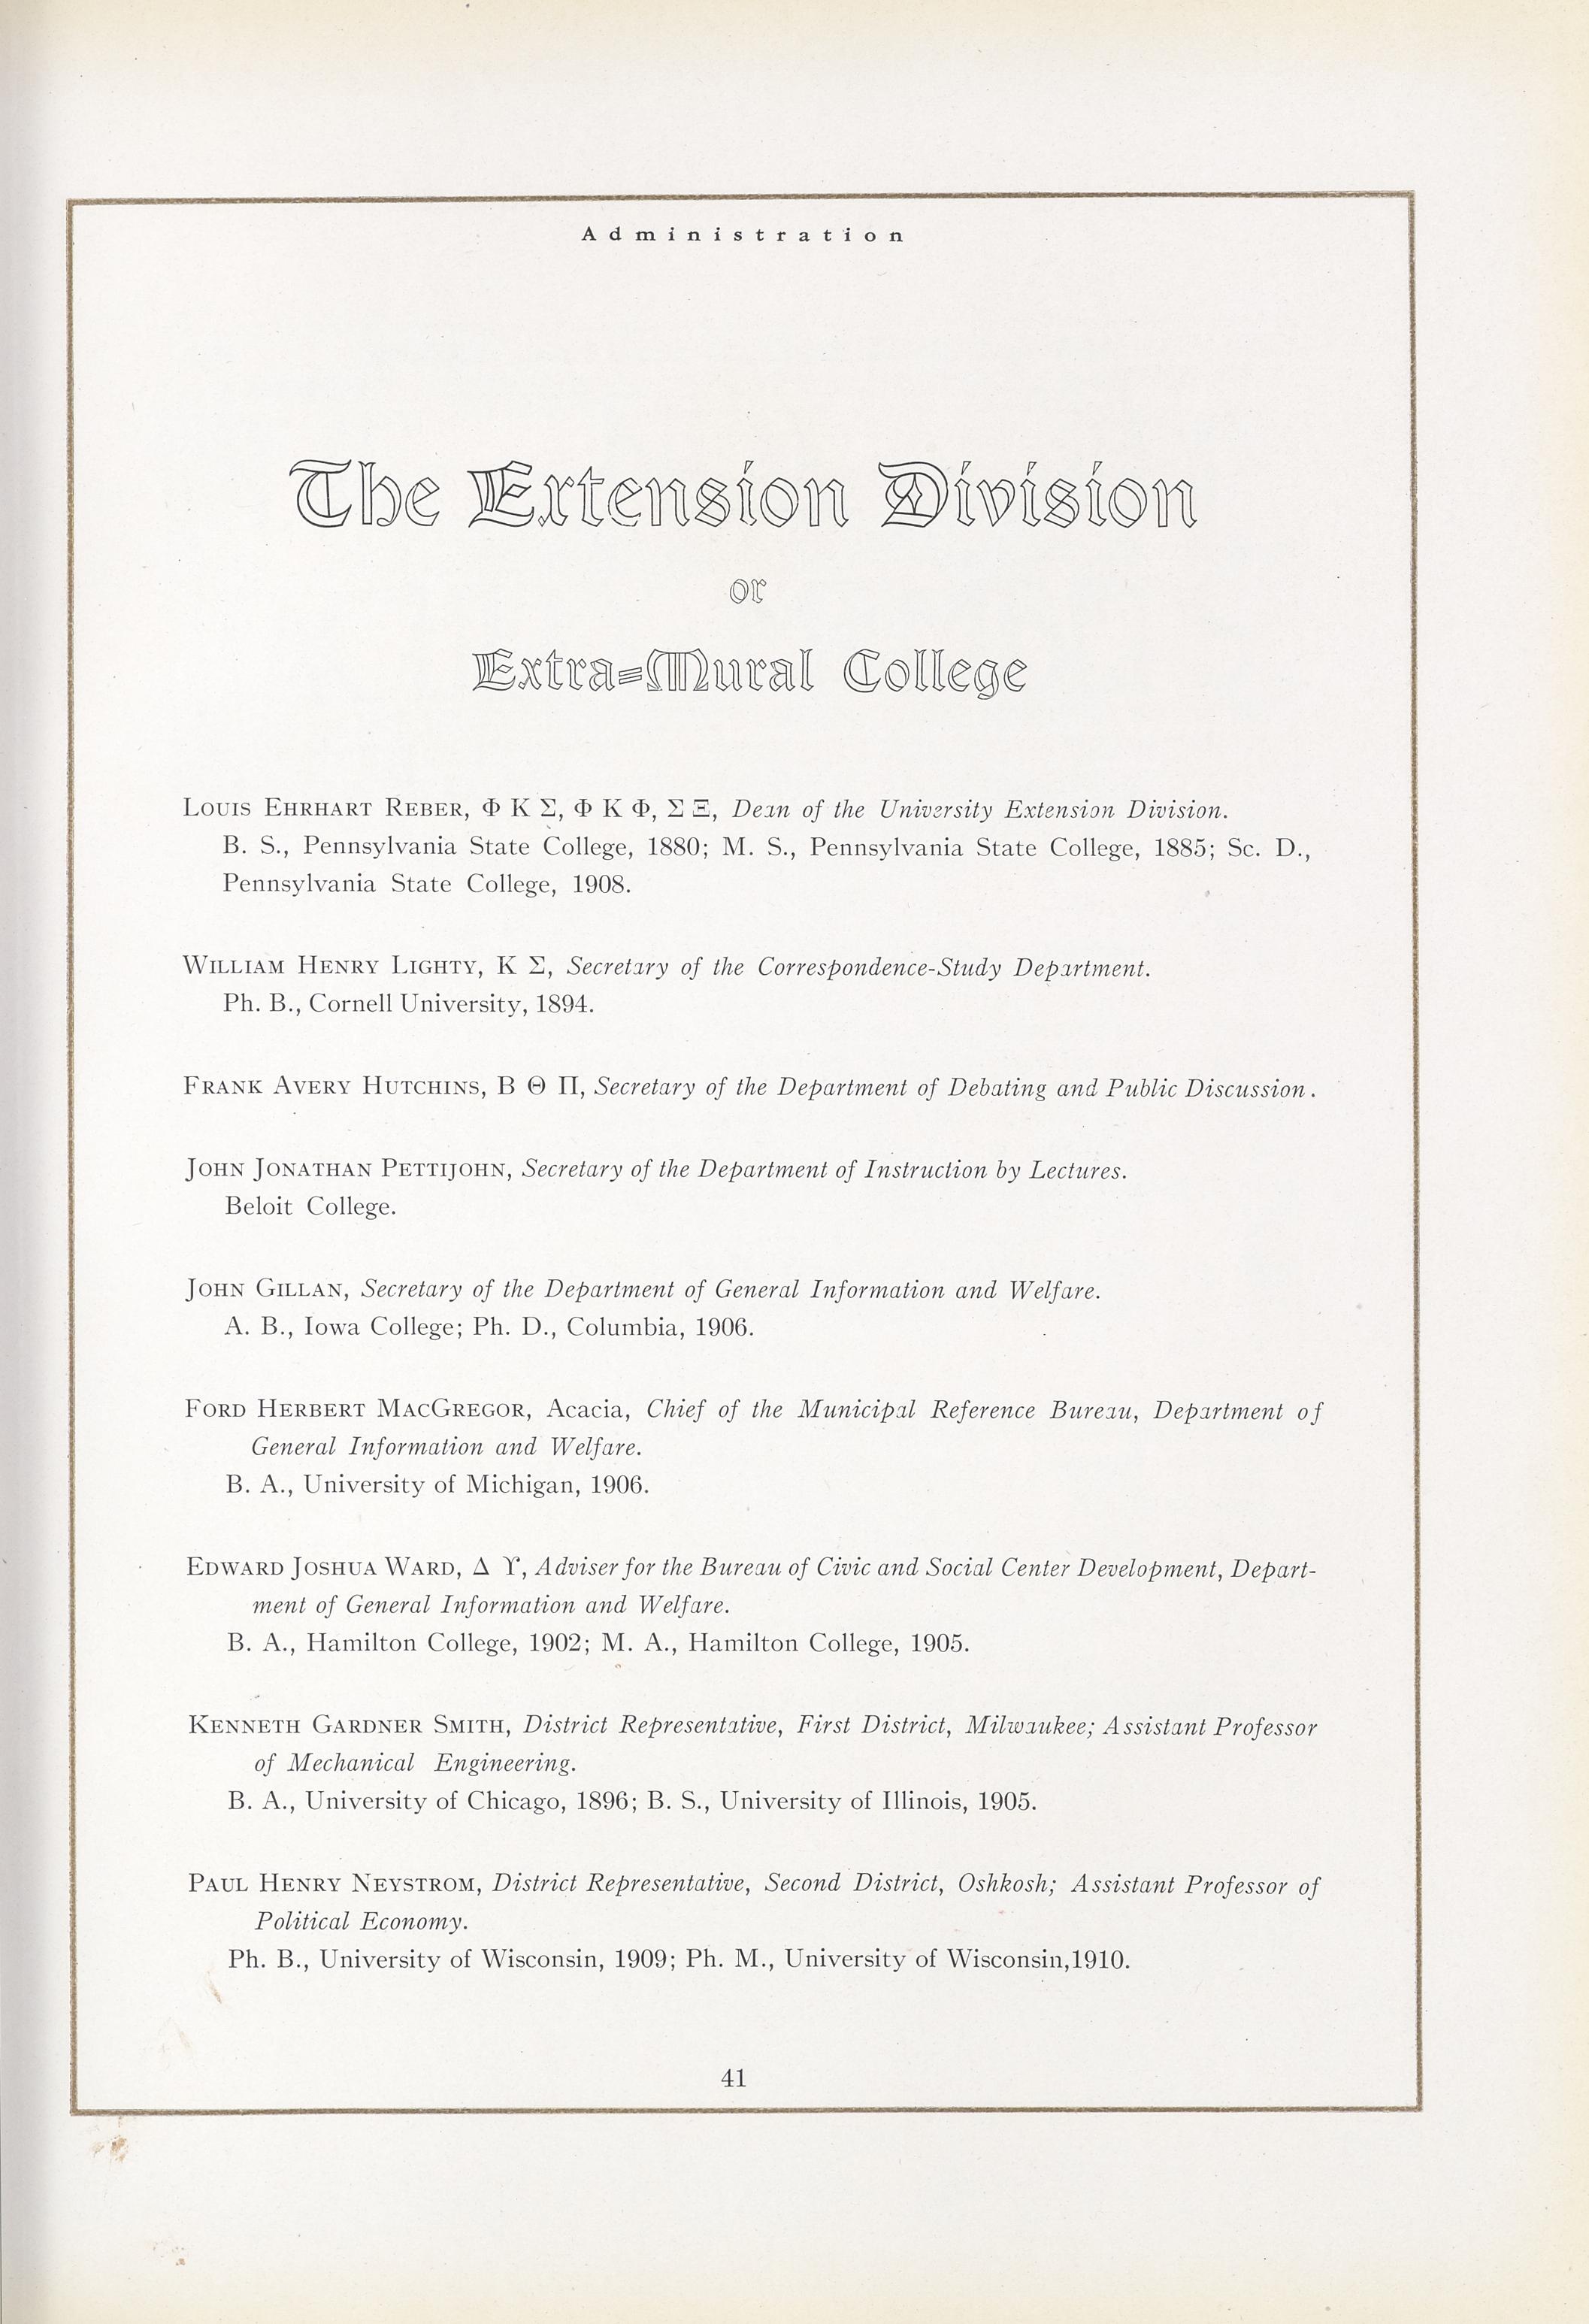 Administration
The Extension Division
or
Extra-Mural College
Louis Ehrhart Reber, Φ Κ Σ, Φ Κ Φ, Σ Ξ, Dean of the University Extension Division.
B. S., Pennsylvania State College, 1880; M. S., Pennsylvania State College, 1885; Sc. D.,
Pennsylvania State College, 1908.
William Henry Lighty, Κ Σ, Secretary of the Correspondence-Study Department.
Ph. B., Cornell University, 1894.
Frank Avery Hutchins, Β Θ Π, Secretary of the Department of Debating and Public Discussion.
John Jonathan Pettijohn, Secretary of the Department of Instruction by Lectures.
Beloit College.
John Gillan, Secretary of the Department of General Information and Welfare.
A. B., Iowa College; Ph. D., Columbia, 1906.
Ford Herbert MacGregor, Acacia, Chief of the Municipal Reference Bureau, Department of
General Information and Welfare.
B. A., University of Michigan, 1906.
Edward Joshua Ward, Δ Υ, Adviser for the Bureau of Civic and Social Center Development, Depart-
ment of General Information and Welfare.
B. A., Hamilton College, 1902; M. A., Hamilton College, 1905.
Kenneth Gardner Smith, District Representative, First District, Milwaukee; Assistant Professor
of Mechanical Engineering.
B. A., University of Chicago, 1896; B. S., University of Illinois, 1905.
Paul Henry Neystrom, District Representative, Second District, Oshkosh; Assistant Professor of
Political Economy.
Ph. B., University of Wisconsin, 1909; Ph. M., University of Wisconsin,1910.
41